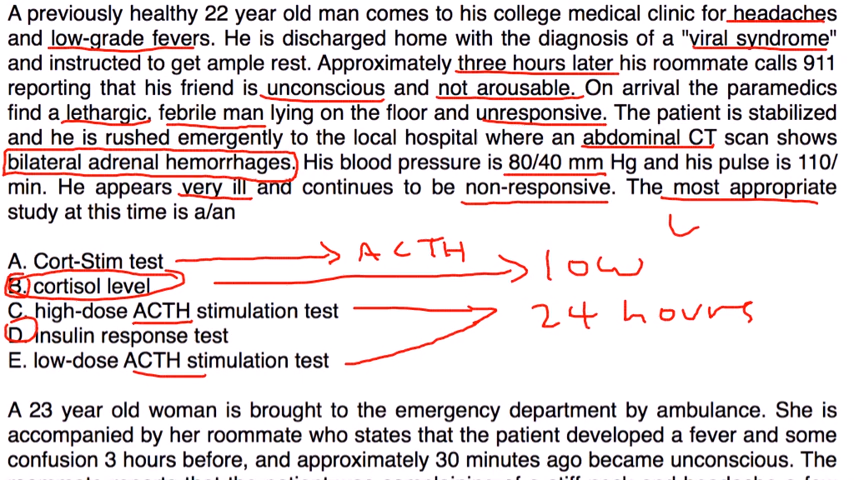 A previously healthy 22 year old man comes to his college medical clinic for headaches
and low-grade fevers. He is discharged home with the diagnosis of a "viral syndrome"
and instructed to get ample rest. Approximately three hours later his roommate calls 911
reporting that his friend is unconscious and not arousable. On arrival the paramedics
find a lethargic, febrile man lying on the floor and unresponsive. The patient is stabilized
and he is rushed emergently to the local hospital where an abdominal CT scan shows
bilateral adrenal hemorrhages. His blood pressure is 80/40 mm Hg and his pulse is 110/
min. He appears very ill and continues to be non-responsive. The most appropriate
study at this time is a/an
A. Cort-Stim test
ACTH
B. cortisol level
low
C. high-dose ACTH stimulation test
24 hours
D. Insulin response test
E. low-dose ACTH stimulation test
A 23 year old woman is brought to the emergency department by ambulance. She is
accompanied by her roommate who states that the patient developed a fever and some
confusion 3 hours before, and approximately 30 minutes ago became unconscious. The